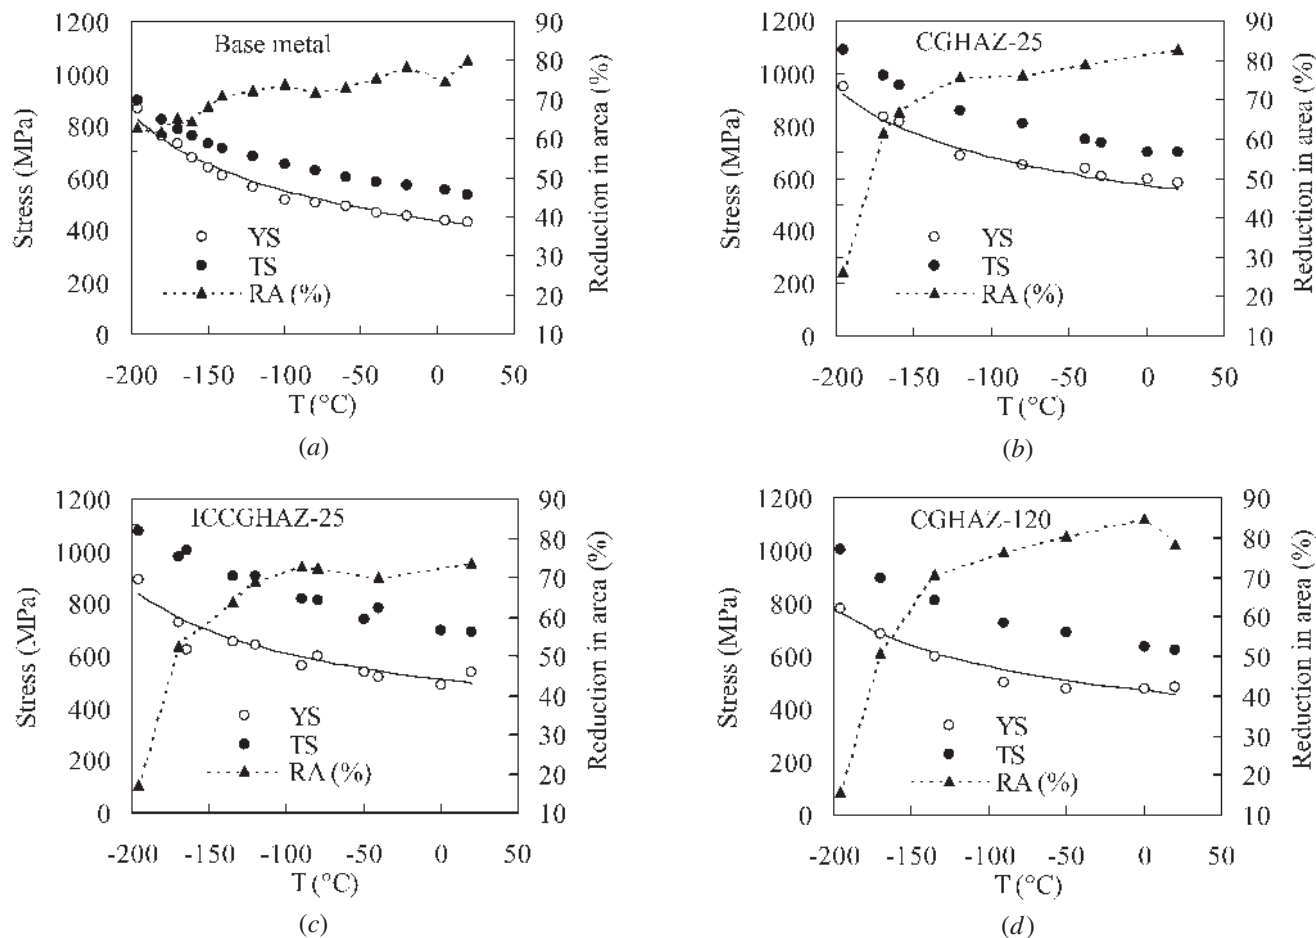 1200
1000
800
600
400
200
0
Stress (MPa)
Base metal
YS
TS
RA (%)
90
80
70
60
50
40
30
20
10
Reduction in area (%)
-200 -150 -100 -50 0 50
T (°C)
(a)
1200
1000
800
600
400
200
0
Stress (MPa)
CGHAZ-25
YS
TS
RA (%)
90
80
70
60
50
40
30
20
10
Reduction in area (%)
-200 -150 -100 -50 0 50
T (°C)
(b)
1200
1000
800
600
400
200
0
Stress (MPa)
ICCGHAZ-25
YS
TS
RA (%)
90
80
70
60
50
40
30
20
10
Reduction in area (%)
-200 -150 -100 -50 0 50
T (°C)
(c)
1200
1000
800
600
400
200
0
Stress (MPa)
CGHAZ-120
YS
TS
RA (%)
90
80
70
60
50
40
30
20
10
Reduction in area (%)
-200 -150 -100 -50 0 50
T (°C)
(d)